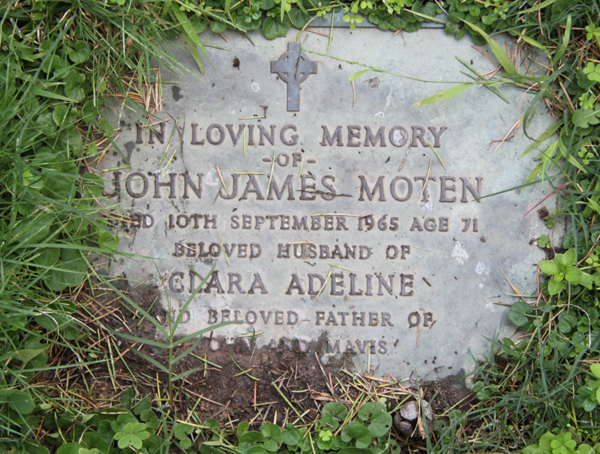 IN LOVING MEMORY
-OF-
JOHN JAMES MOTEN
10TH SEPTEMBER 1965 AGE 71
BELOVED HUSBAND OF
CLARA ADELINE
BELOVED FATHER OF
MAVIS